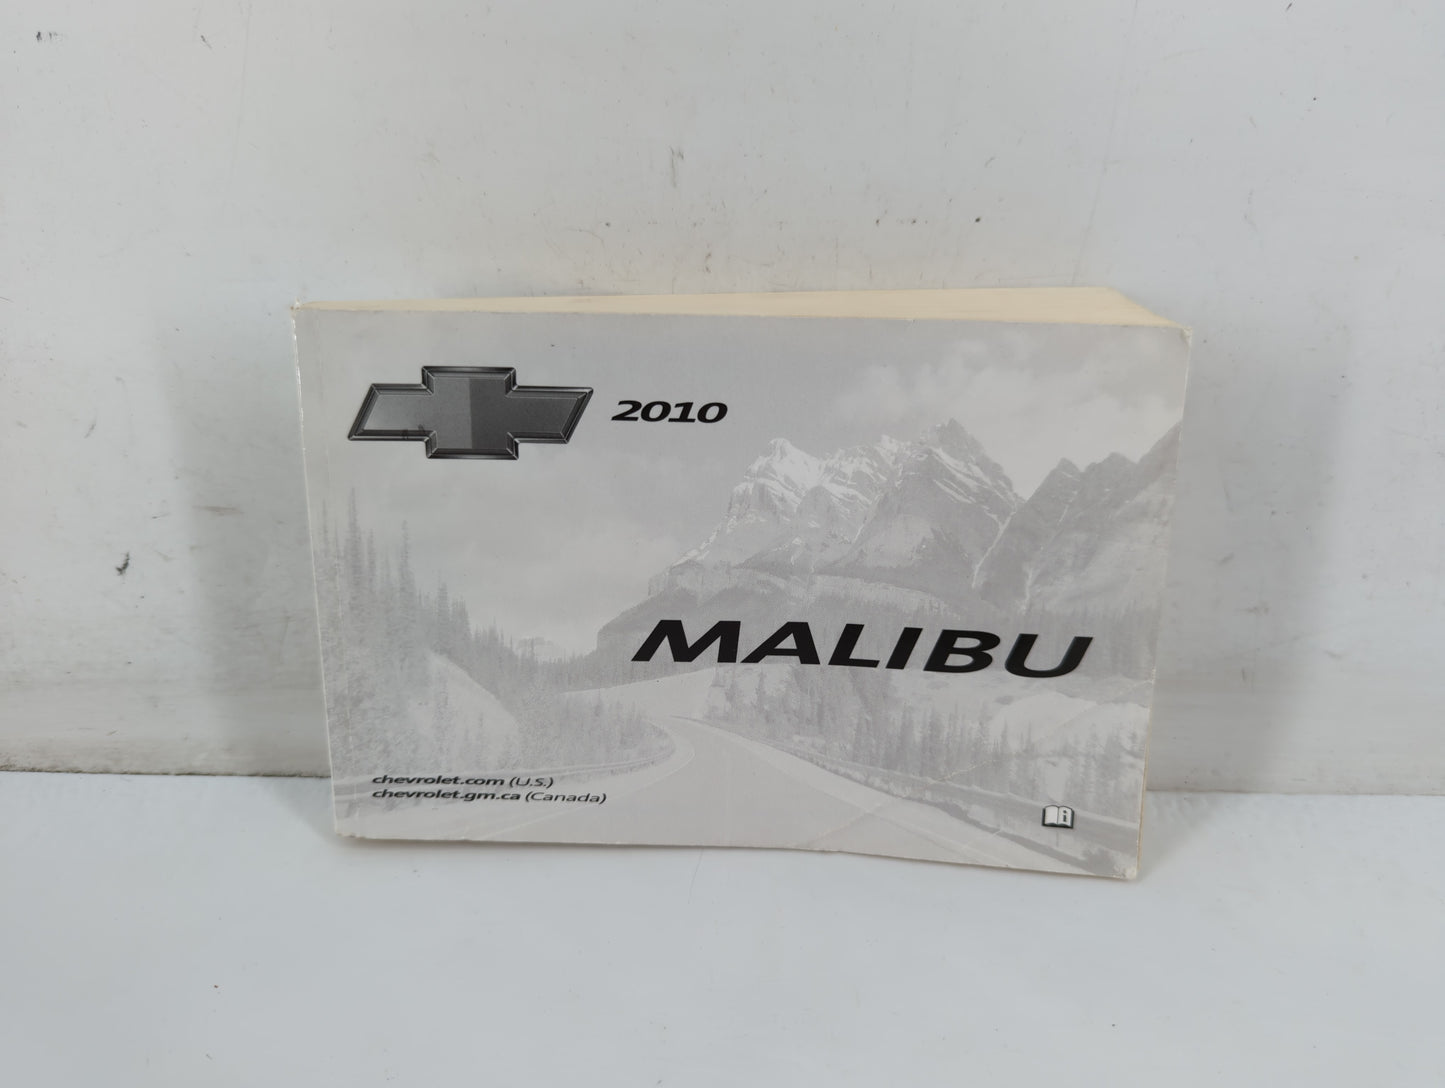 2010
MALIBU
chevrolet.com (U.S.)
chevrolet.gm.ca (Canada)